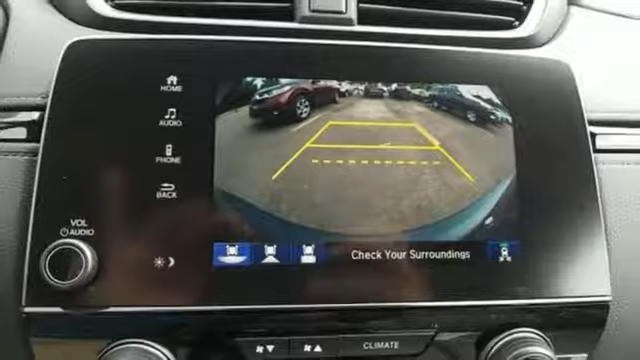 HOME
AUDIO
PHONE
BACK
VOL
AUDIO
Check Your Surroundings
CLIMATE